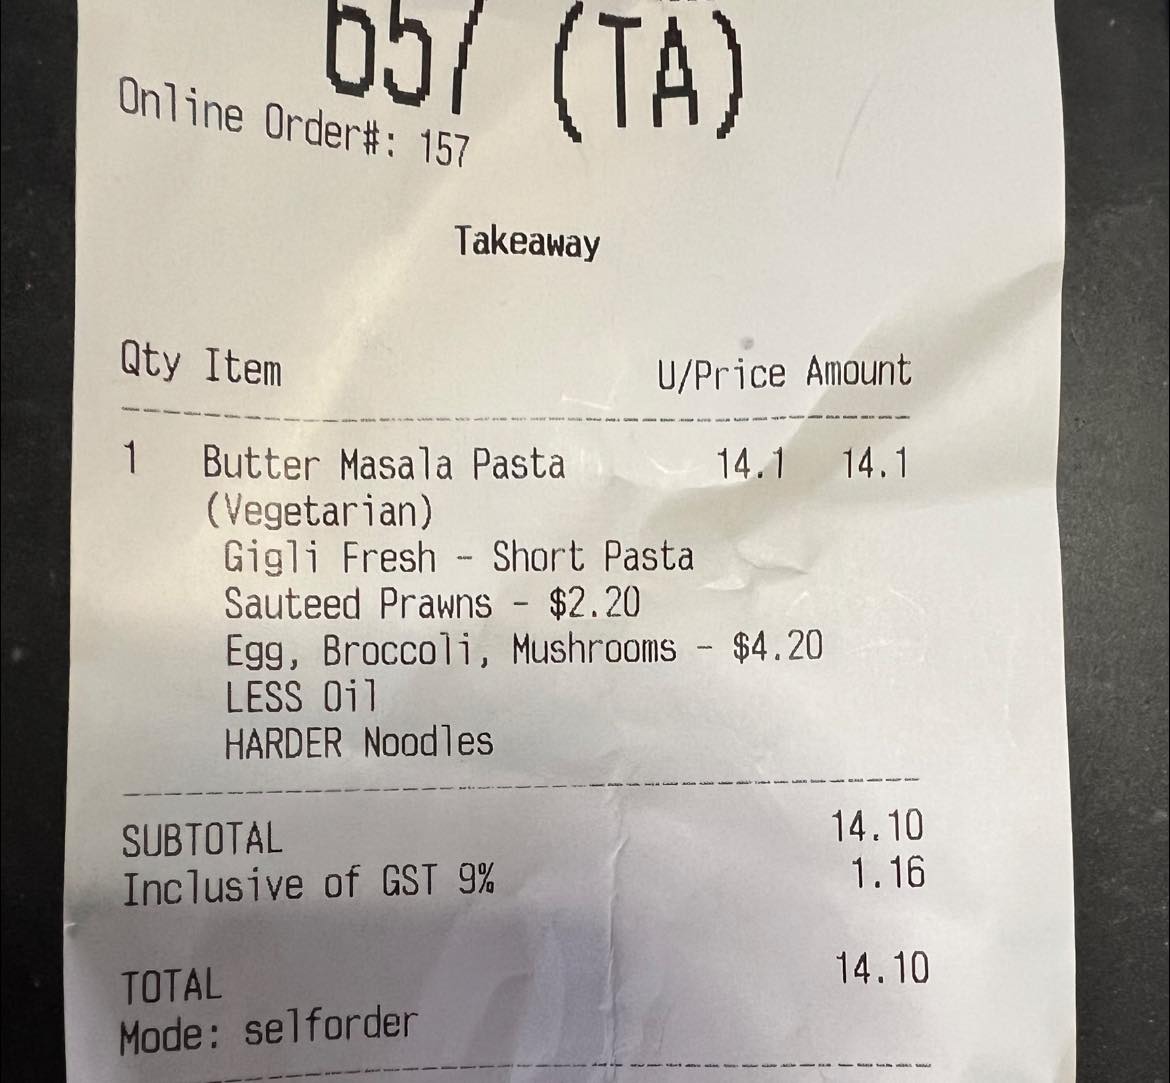 657 (TA)
Online Order#: 157
Takeaway
Qty Item U/Price Amount
1 Butter Masala Pasta 14.1 14.1
(Vegetarian)
Gigli Fresh - Short Pasta
Sauteed Prawns - $2.20
Egg, Broccoli, Mushrooms - $4.20
LESS Oil
HARDER Noodles
SUBTOTAL 14.10
Inclusive of GST 9% 1.16
TOTAL 14.10
Mode: selforder